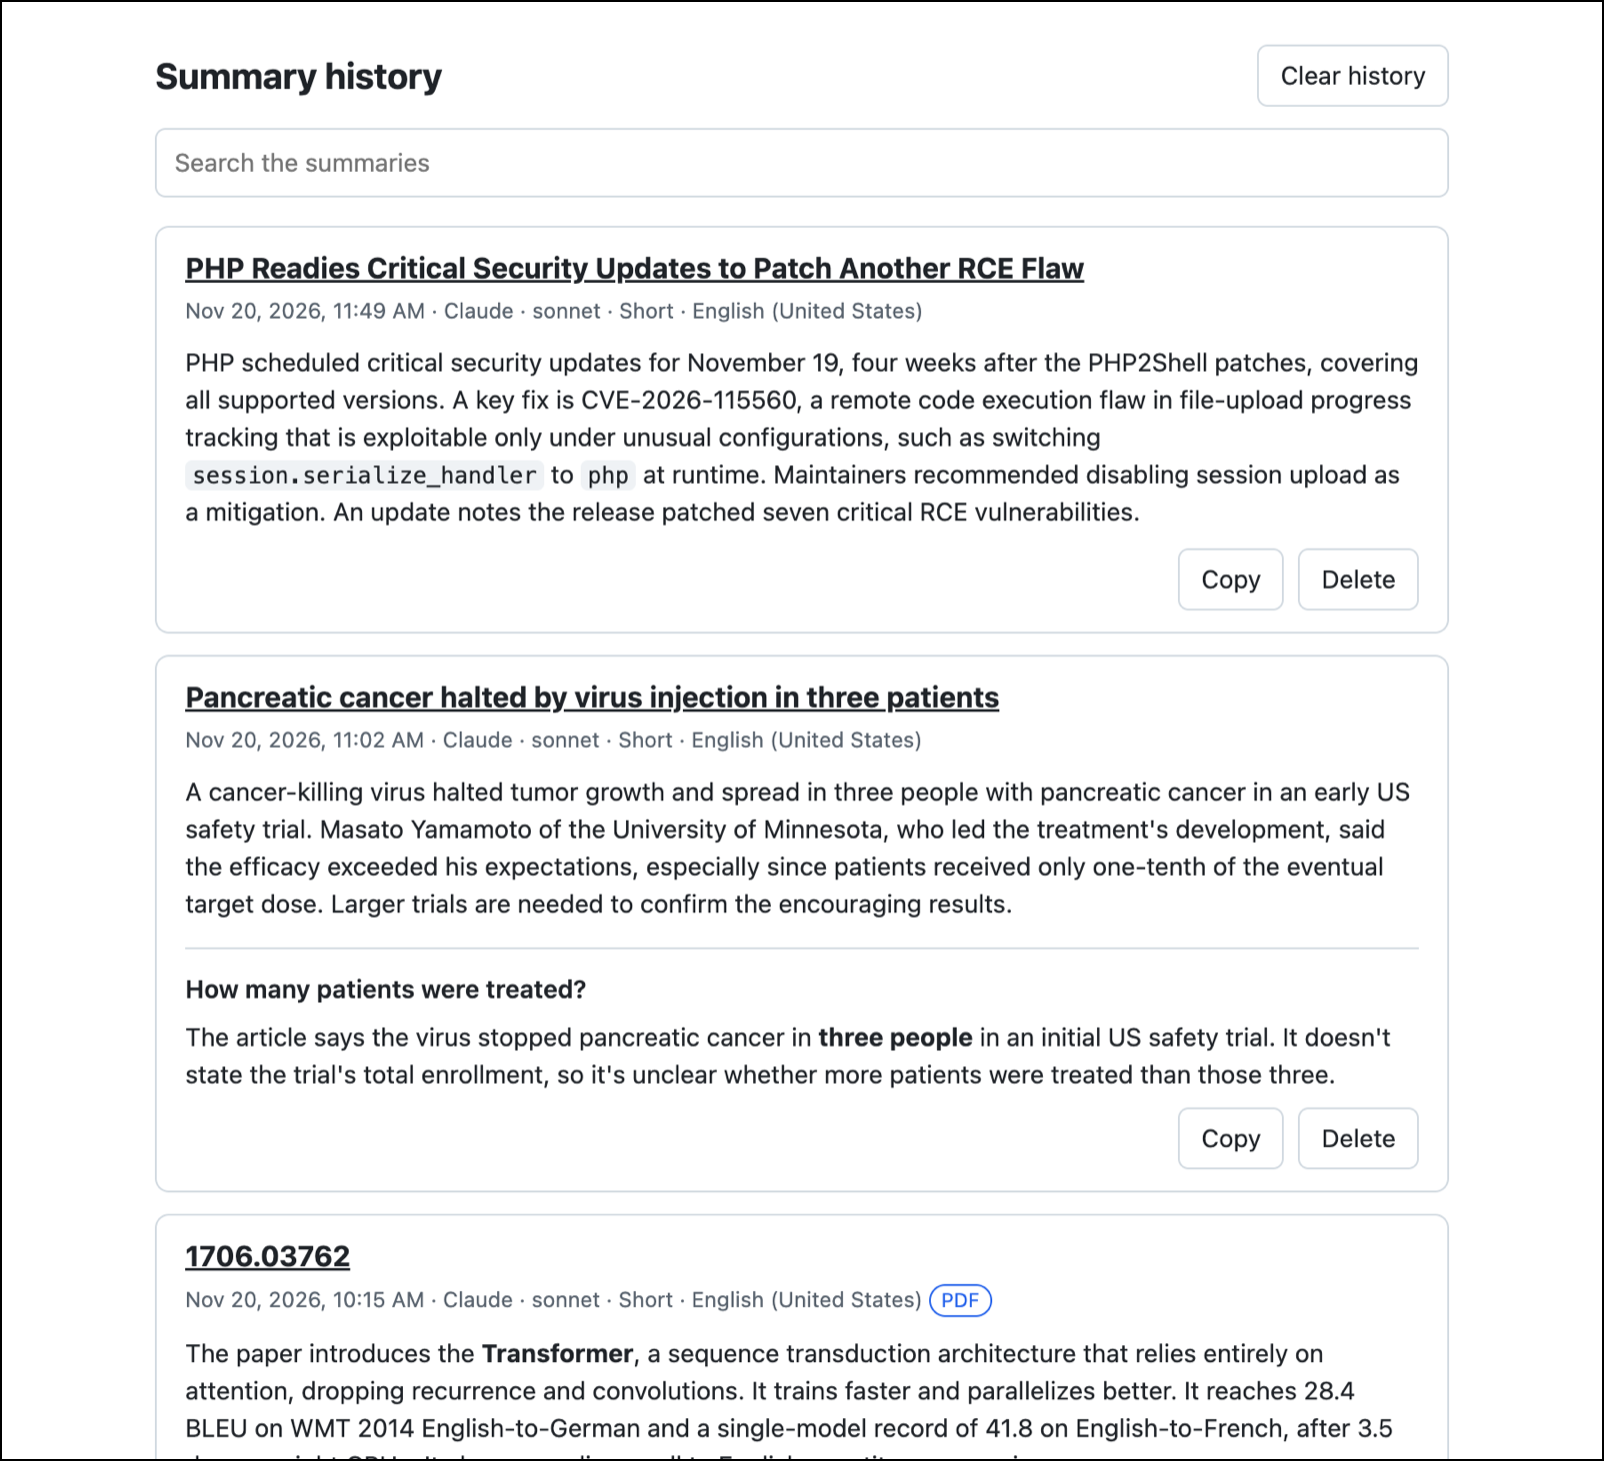 Summary history
Clear history
Search the summaries
PHP Readies Critical Security Updates to Patch Another RCE Flaw
Nov 20, 2026, 11:49 AM · Claude · sonnet · Short · English (United States)
PHP scheduled critical security updates for November 19, four weeks after the PHP2Shell patches, covering
all supported versions. A key fix is CVE-2026-115560, a remote code execution flaw in file-upload progress
tracking that is exploitable only under unusual configurations, such as switching
session.serialize_handler to php at runtime. Maintainers recommended disabling session upload as
a mitigation. An update notes the release patched seven critical RCE vulnerabilities.
Copy Delete
Pancreatic cancer halted by virus injection in three patients
Nov 20, 2026, 11:02 AM · Claude · sonnet · Short · English (United States)
A cancer-killing virus halted tumor growth and spread in three people with pancreatic cancer in an early US
safety trial. Masato Yamamoto of the University of Minnesota, who led the treatment's development, said
the efficacy exceeded his expectations, especially since patients received only one-tenth of the eventual
target dose. Larger trials are needed to confirm the encouraging results.
How many patients were treated?
The article says the virus stopped pancreatic cancer in three people in an initial US safety trial. It doesn't
state the trial's total enrollment, so it's unclear whether more patients were treated than those three.
Copy Delete
1706.03762
Nov 20, 2026, 10:15 AM · Claude · sonnet · Short · English (United States) PDF
The paper introduces the Transformer, a sequence transduction architecture that relies entirely on
attention, dropping recurrence and convolutions. It trains faster and parallelizes better. It reaches 28.4
BLEU on WMT 2014 English-to-German and a single-model record of 41.8 on English-to-French, after 3.5